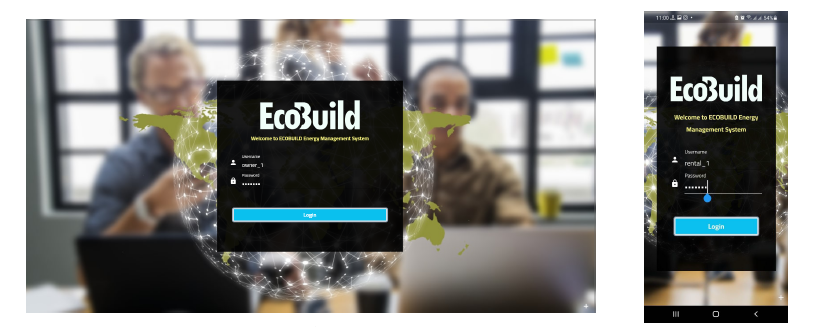 EcoBuild
Welcome to ECOBUILD Energy Management System
Username
owner_1
Password
•••••••
Login
11:00
54%
EcoBuild
Welcome to ECOBUILD Energy
Management System
Username
rental_1
Password
•••••••
Login